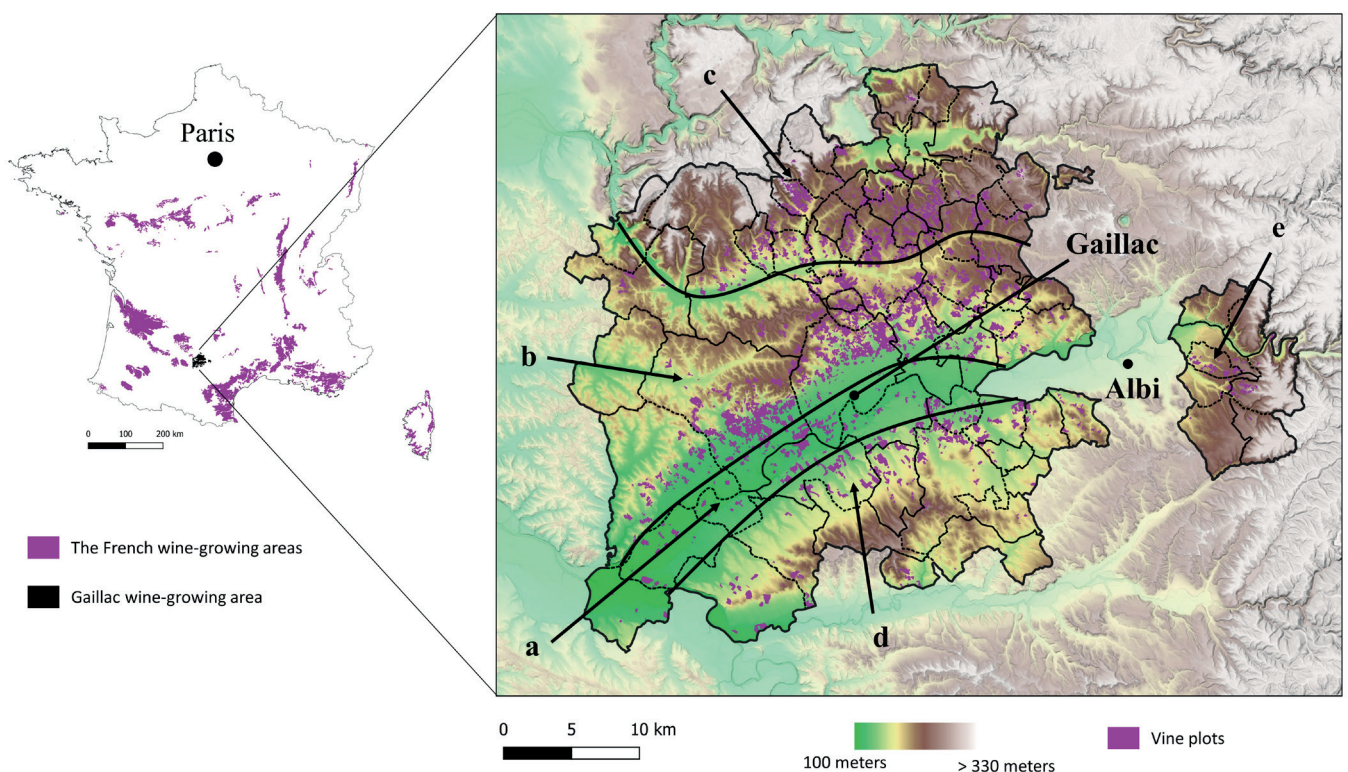 Paris
0 100 200 km
The French wine-growing areas
Gaillac wine-growing area
c
Gaillac
e
b
Albi
a
d
0 5 10 km
100 meters
> 330 meters
Vine plots